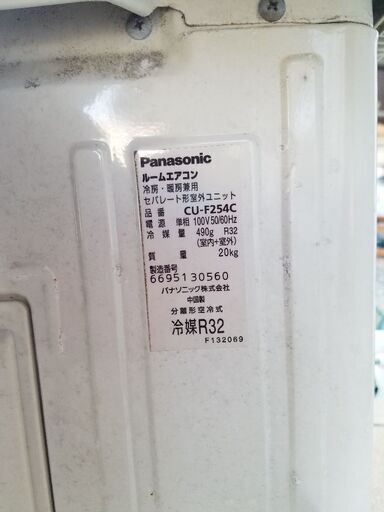 Panasonic
ルームエアコン
冷房・暖房兼用
セパレート形室外ユニット
品番 CU-F254C
電源 単相 100V 50/60Hz
冷媒量 490g R32
(室内+室外)
質量 20kg
製造番号
6695130560
パナソニック株式会社
中国製
分離形空冷式
冷媒R32
F132069